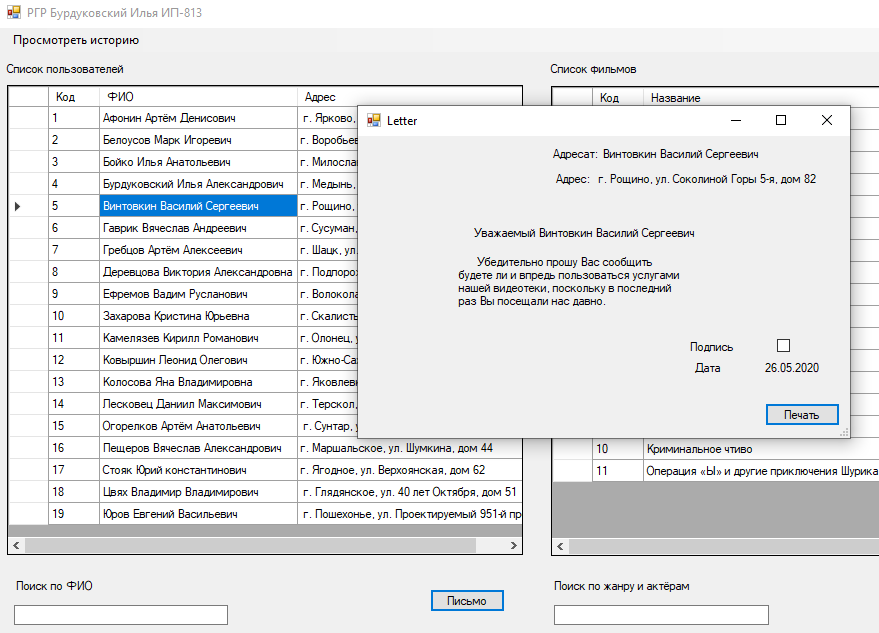 РГР Бурдуковский Илья ИП-813
Просмотреть историю
Список пользователей
Код ФИО Адрес
1 Афонин Артём Денисович г. Ярково,
2 Белоусов Марк Игоревич г. Воробьев
3 Бойко Илья Анатольевич г. Милосла
4 Бурдуковский Илья Александрович г. Медынь,
5 Винтовкин Василий Сергеевич г. Рощино,
6 Гаврик Вячеслав Андреевич г. Сусуман,
7 Гребцов Артём Алексеевич г. Шацк, ул.
8 Деревцова Виктория Александровна г. Подпорож
9 Ефремов Вадим Русланович г. Волокола
10 Захарова Кристина Юрьевна г. Скалисть
11 Камелязев Кирилл Романович г. Олонец,
12 Ковыршин Леонид Олегович г. Южно-Са
13 Колосова Яна Владимировна г. Яковлевк
14 Лесковец Даниил Максимович г. Терскол,
15 Огорелков Артём Анатольевич г. Сунтар,
16 Пещеров Вячеслав Александрович г. Маршальское, ул. Шумкина, дом 44
17 Стояк Юрий константинович г. Ягодное, ул. Верхоянская, дом 62
18 Цвях Владимир Владимирович г. Глядянское, ул. 40 лет Октября, дом 51
19 Юров Евгений Васильевич г. Пошехонье, ул. Проектируемый 951-й пр
Поиск по ФИО
Письмо
Список фильмов
Код Название
10 Криминальное чтиво
11 Операция «Ы» и другие приключения Шурика
Поиск по жанру и актёрам
Letter
Адресат: Винтовкин Василий Сергеевич
Адрес: г. Рощино, ул. Соколиной Горы 5-я, дом 82
Уважаемый Винтовкин Василий Сергеевич
Убедительно прошу Вас сообщить
будете ли и впредь пользоваться услугами
нашей видеотеки, поскольку в последний
раз Вы посещали нас давно.
Подпись
Дата 26.05.2020
Печать